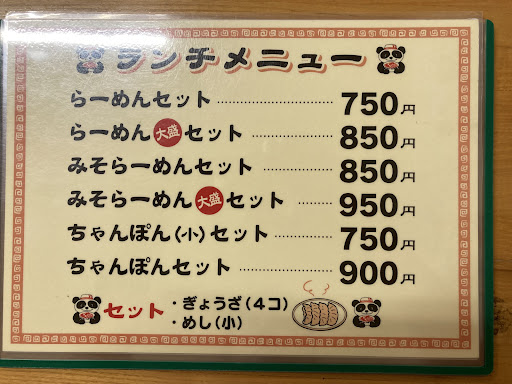 ランチメニュー
らーめんセット 750円
らーめん大盛セット 850円
みそらーめんセット 850円
みそらーめん大盛セット 950円
ちゃんぽん(小)セット 750円
ちゃんぽんセット 900円
セット ・ぎょうざ(4コ)
・めし(小)